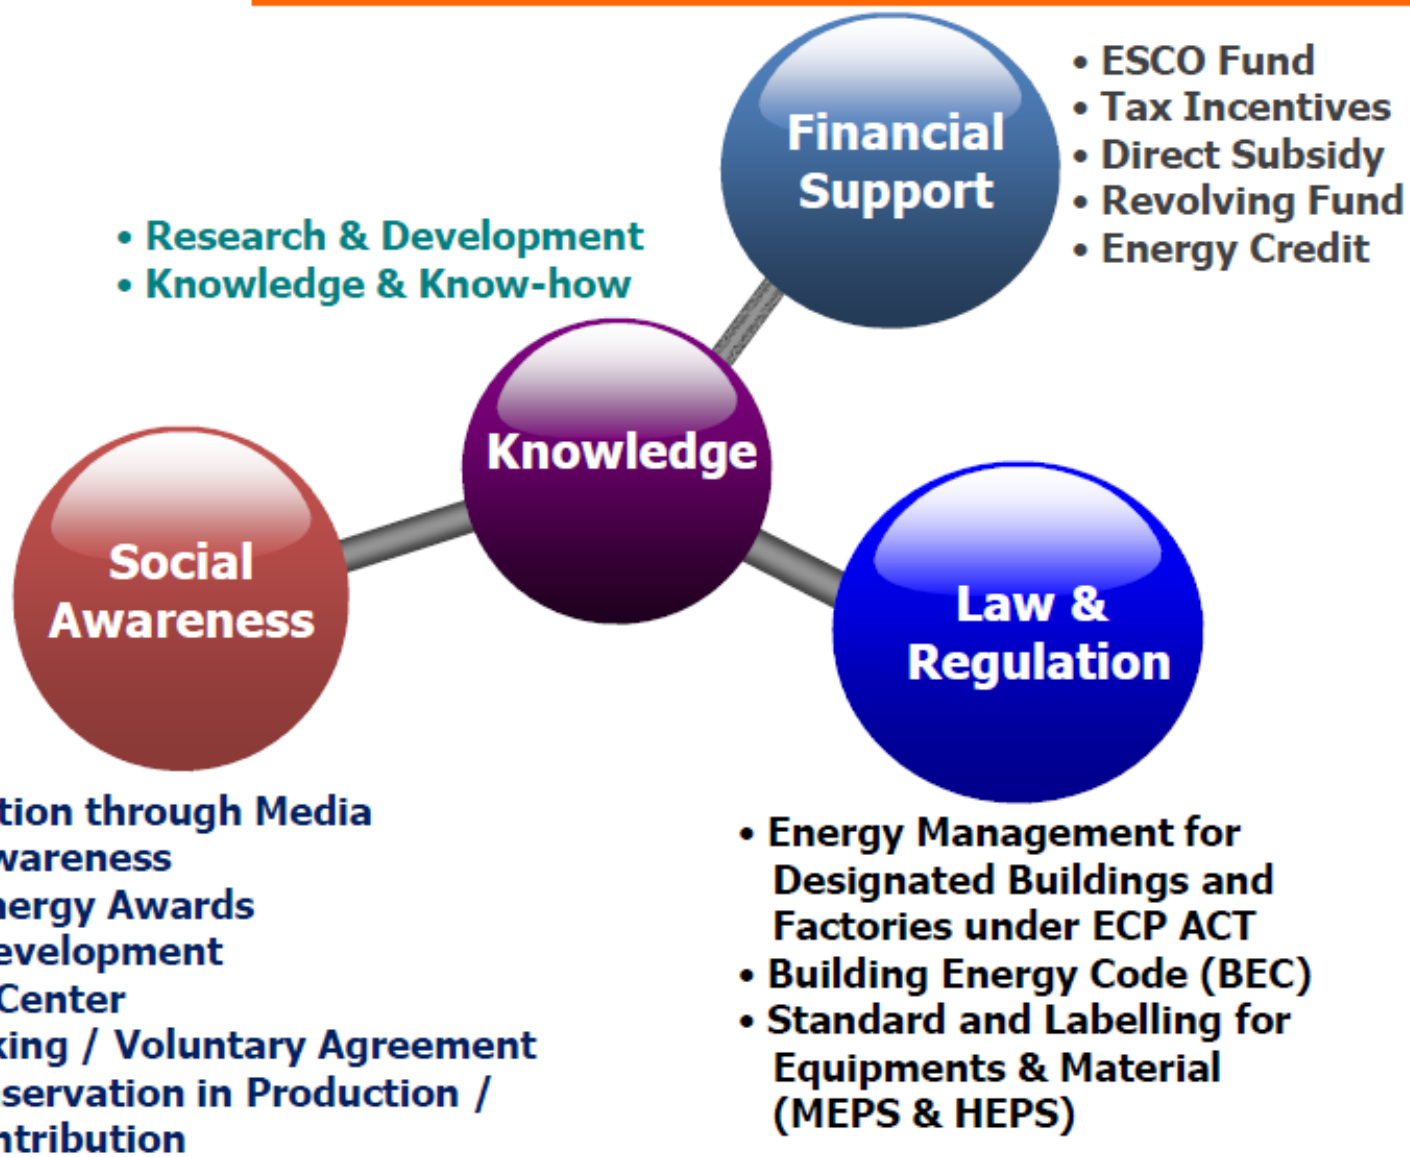 Financial
Support
• ESCO Fund
• Tax Incentives
• Direct Subsidy
• Revolving Fund
• Energy Credit
• Research & Development
• Knowledge & Know-how
Knowledge
Social
Awareness
Law &
Regulation
tion through Media
wareness
nergy Awards
evelopment
Center
king / Voluntary Agreement
servation in Production /
ntribution
• Energy Management for
Designated Buildings and
Factories under ECP ACT
• Building Energy Code (BEC)
• Standard and Labelling for
Equipments & Material
(MEPS & HEPS)